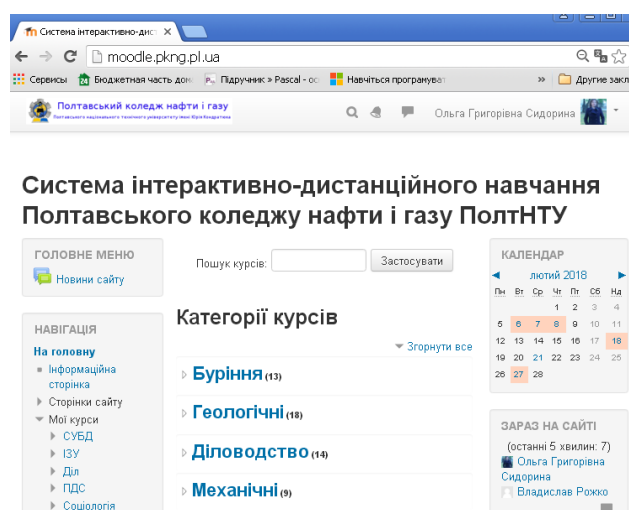 Система інтерактивно-дист
moodle.pkng.pl.ua
Сервисы
Бюджетная часть дох
Підручник » Pascal - ос
Навчіться програмуват
»
Другие закл
Полтавський коледж нафти і газу
Ольга Григорівна Сидорина
Система інтерактивно-дистанційного навчання
Полтавського коледжу нафти і газу ПолтНТУ
ГОЛОВНЕ МЕНЮ
Новини сайту
НАВІГАЦІЯ
На головну
Інформаційна
сторінка
Сторінки сайту
Мої курси
СУБД
ІЗУ
Діл
ПДС
Соціологія
Пошук курсів:
Застосувати
Категорії курсів
Згорнути все
Буріння (13)
Геологічні (18)
Діловодство (14)
Механічні (9)
КАЛЕНДАР
◄ лютий 2018 ►
Пн Вт Ср Чт Пт Сб Нд
1 2 3 4
5 6 7 8 9 10 11
12 13 14 15 16 17 18
19 20 21 22 23 24 25
26 27 28
ЗАРАЗ НА САЙТІ
(останні 5 хвилин: 7)
Ольга Григорівна
Сидорина
Владислав Рожко